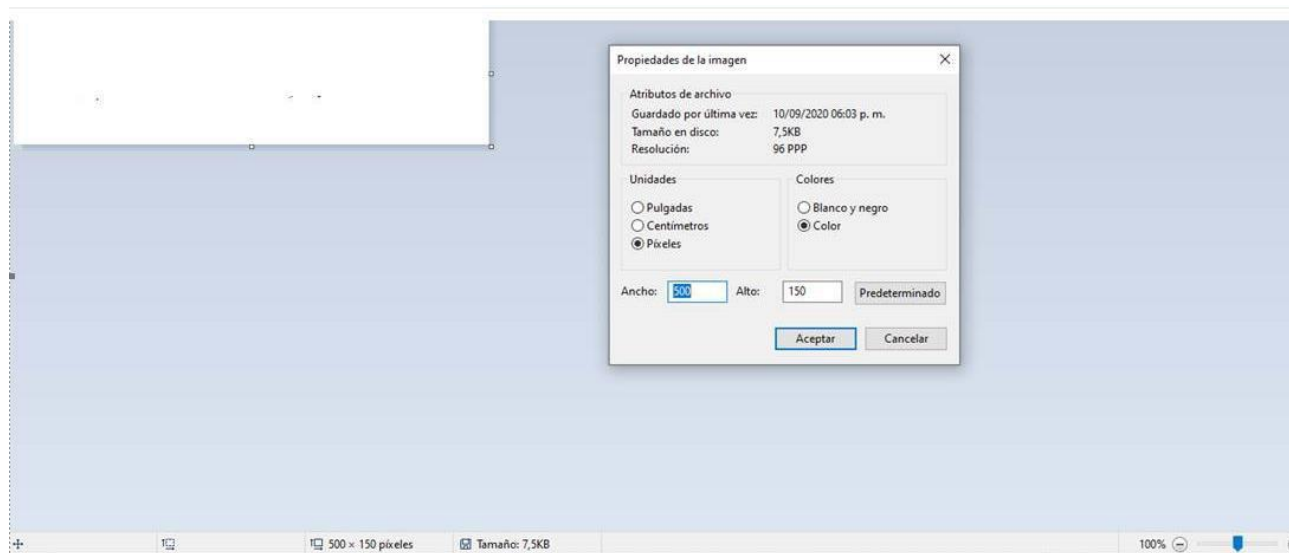 Propiedades de la imagen
Atributos de archivo
Guardado por última vez: 10/09/2020 06:03 p. m.
Tamaño en disco: 7,5KB
Resolución: 96 PPP
Unidades
Pulgadas
Centímetros
Píxeles
Colores
Blanco y negro
Color
Ancho: 500 Alto: 150 Predeterminado
Aceptar Cancelar
500 × 150 píxeles Tamaño: 7,5KB 100%